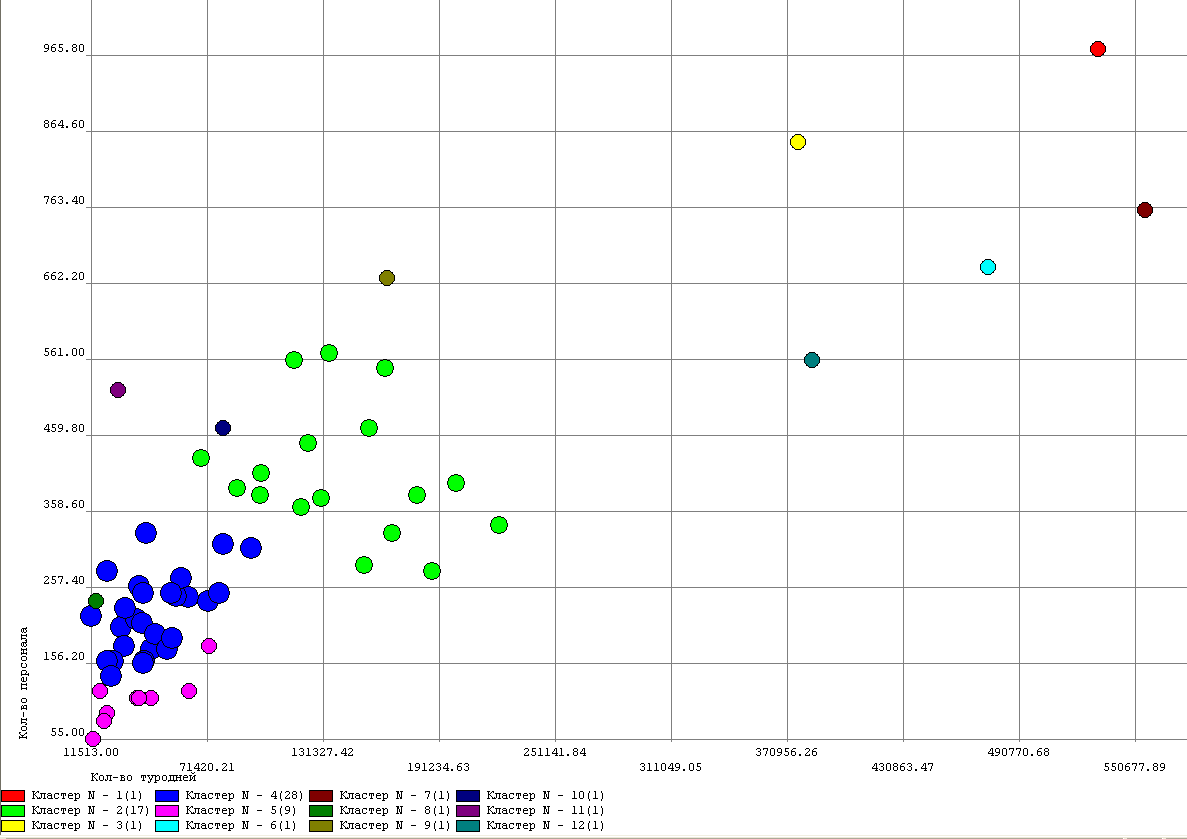 965.80
864.60
763.40
662.20
561.00
459.80
358.60
257.40
156.20
55.00
Кол-во персонала
11513.00 131327.42 251141.84 370956.26 490770.68
71420.21 191234.63 311049.05 430863.47 550677.89
Кол-во туродней
Кластер N - 1(1) Кластер N - 4(28) Кластер N - 7(1) Кластер N - 10(1)
Кластер N - 2(17) Кластер N - 5(9) Кластер N - 8(1) Кластер N - 11(1)
Кластер N - 3(1) Кластер N - 6(1) Кластер N - 9(1) Кластер N - 12(1)